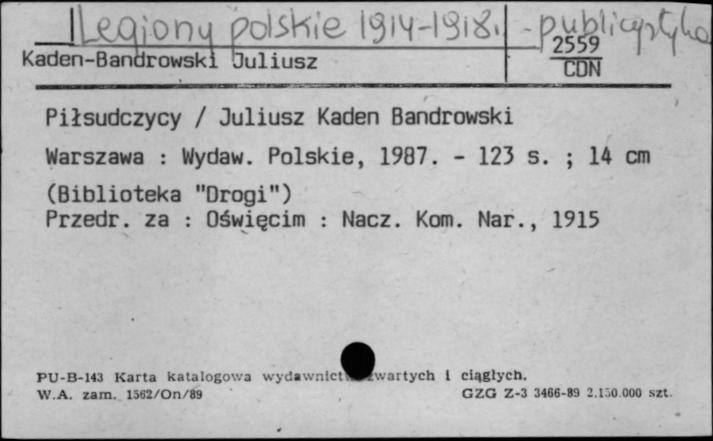 Legiony polskie 1914-1918. - publicystyka
Kaden-Bandrowski Juliusz
2559
CDN
Piłsudczycy / Juliusz Kaden Bandrowski
Warszawa : Wydaw. Polskie, 1987. - 123 s. ; 14 cm
(Biblioteka "Drogi")
Przedr. za : Oświęcim : Nacz. Kom. Nar., 1915
PU-B-143 Karta katalogowa wydawnictw zwartych i ciągłych.
W.A. zam. 1562/On/89 GZG Z-3 3466-89 2.150.000 szt.